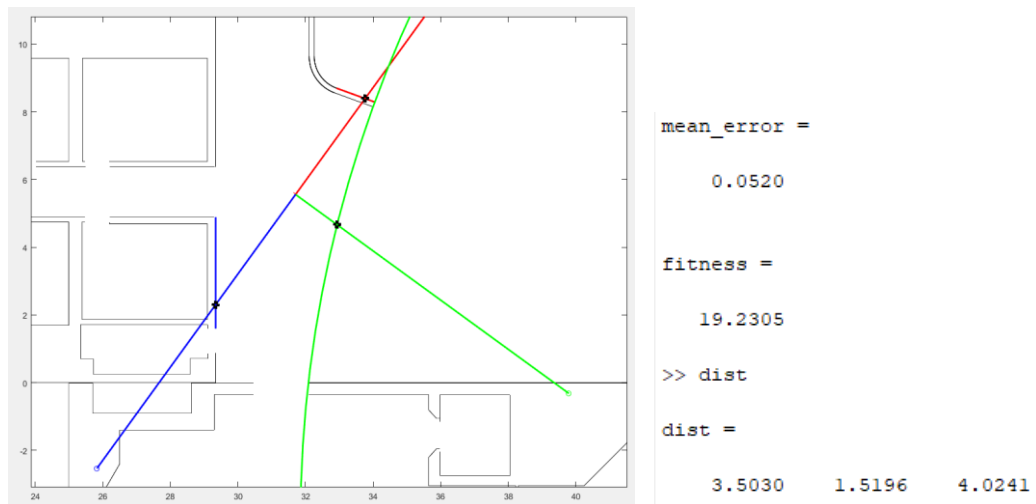 10
8
6
4
2
0
-2
24 26 28 30 32 34 36 38 40
mean_error =
0.0520
fitness =
19.2305
>> dist
dist =
3.5030 1.5196 4.0241